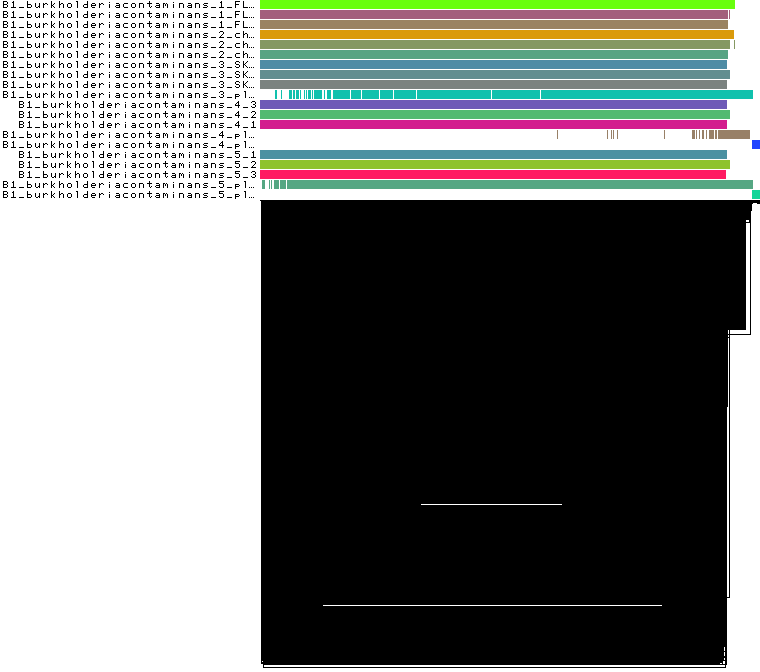 B1_burkholderiacontaminans_1_FL…
B1_burkholderiacontaminans_1_FL…
B1_burkholderiacontaminans_1_FL…
B1_burkholderiacontaminans_2_ch…
B1_burkholderiacontaminans_2_ch…
B1_burkholderiacontaminans_2_ch…
B1_burkholderiacontaminans_3_SK…
B1_burkholderiacontaminans_3_SK…
B1_burkholderiacontaminans_3_SK…
B1_burkholderiacontaminans_3_pl…
B1_burkholderiacontaminans_4_3
B1_burkholderiacontaminans_4_2
B1_burkholderiacontaminans_4_1
B1_burkholderiacontaminans_4_pl…
B1_burkholderiacontaminans_4_pl…
B1_burkholderiacontaminans_5_1
B1_burkholderiacontaminans_5_2
B1_burkholderiacontaminans_5_3
B1_burkholderiacontaminans_5_pl…
B1_burkholderiacontaminans_5_pl…